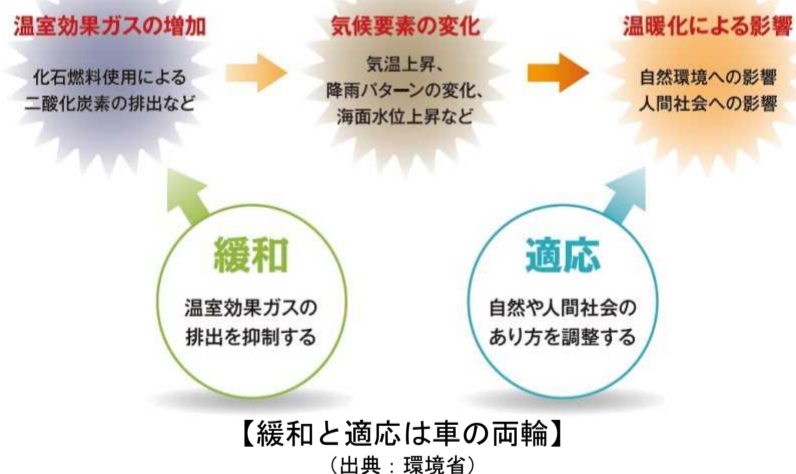 温室効果ガスの増加
化石燃料使用による
二酸化炭素の排出など
気候要素の変化
気温上昇、
降雨パターンの変化、
海面水位上昇など
温暖化による影響
自然環境への影響
人間社会への影響
緩和
温室効果ガスの
排出を抑制する
適応
自然や人間社会の
あり方を調整する
【緩和と適応は車の両輪】
（出典：環境省）